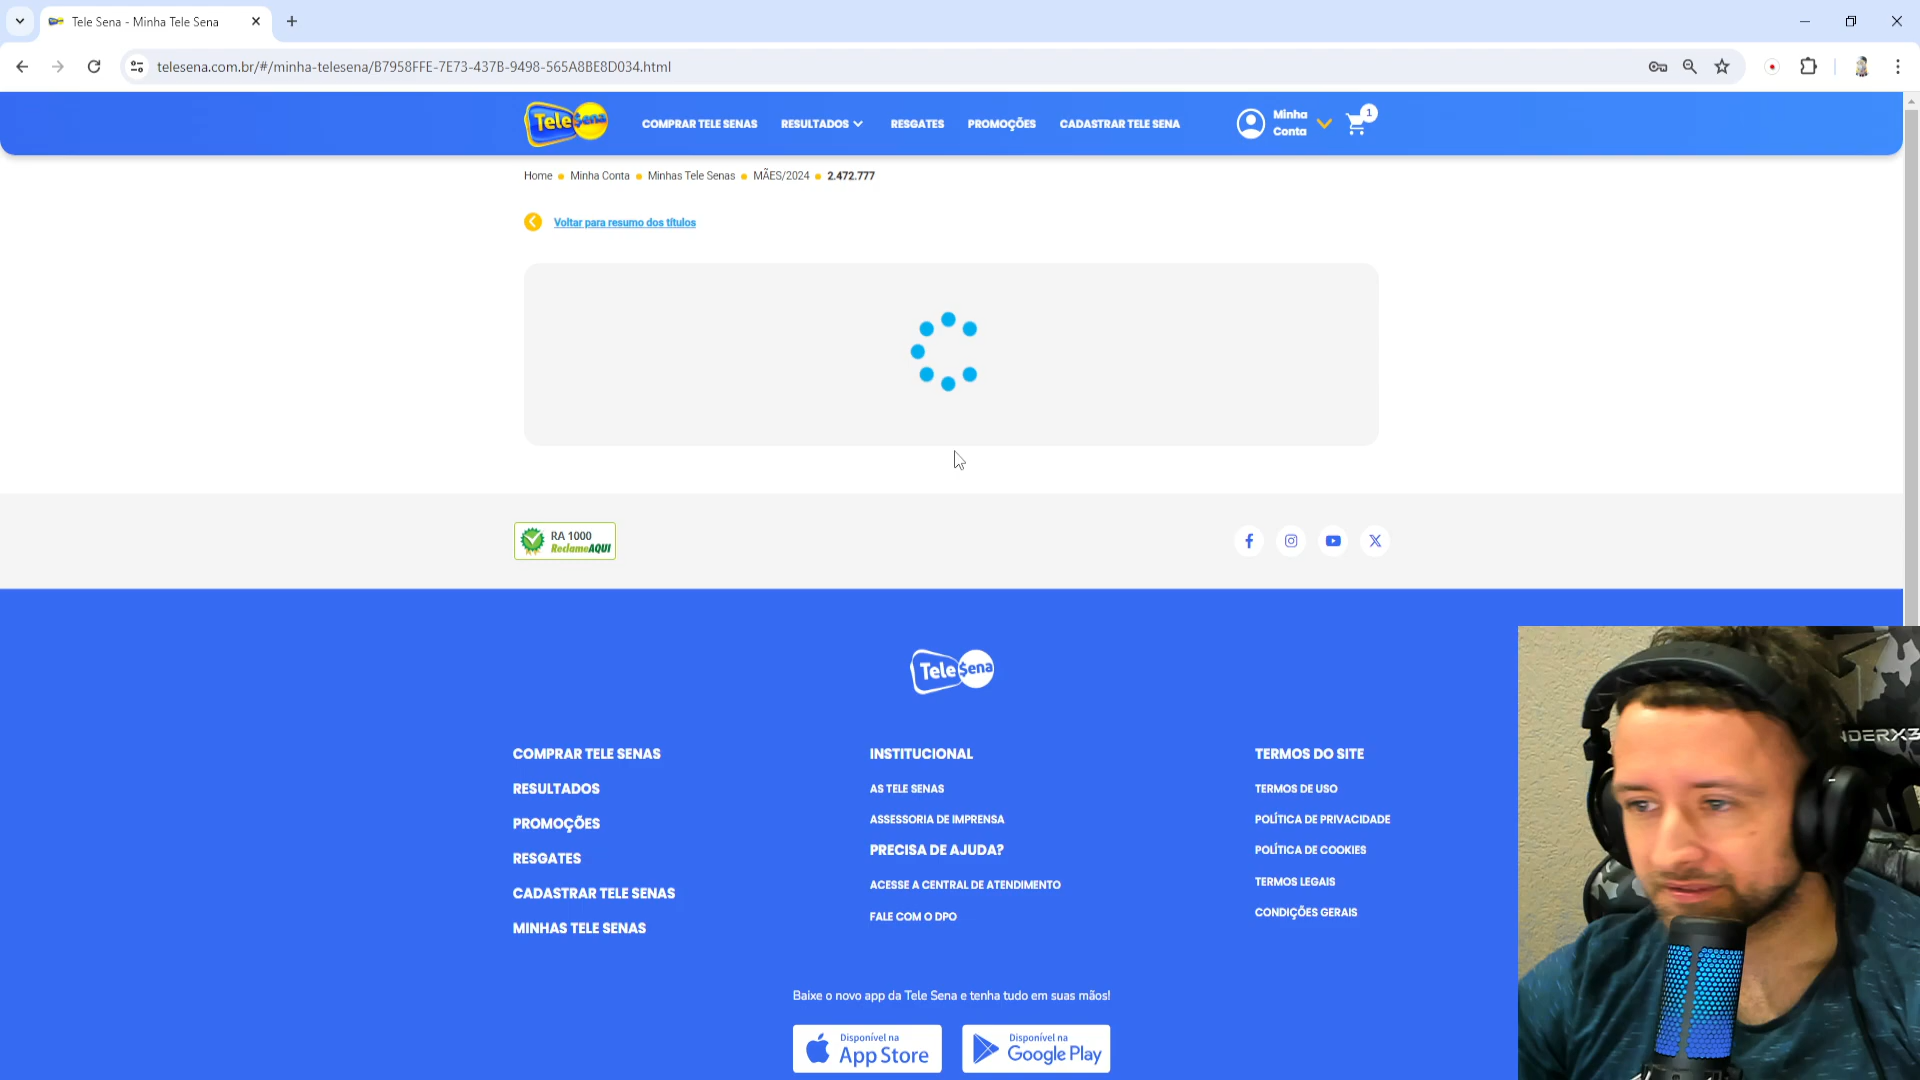 Tele Sena - Minha Tele Sena
telesena.com.br/#/minha-telesena/B7958FFE-7E73-437B-9498-565A8BE8D034.html
Tele Sena
COMPRAR TELE SENAS
RESULTADOS
RESGATES
PROMOÇÕES
CADASTRAR TELE SENA
Minha
Conta
1
Home
Minha Conta
Minhas Tele Senas
MÃES/2024
2.472.777
Voltar para resumo dos títulos
RA 1000
ReclameAQUI
Tele Sena
COMPRAR TELE SENAS
RESULTADOS
PROMOÇÕES
RESGATES
CADASTRAR TELE SENAS
MINHAS TELE SENAS
INSTITUCIONAL
AS TELE SENAS
ASSESSORIA DE IMPRENSA
PRECISA DE AJUDA?
ACESSE A CENTRAL DE ATENDIMENTO
FALE COM O DPO
TERMOS DO SITE
TERMOS DE USO
POLÍTICA DE PRIVACIDADE
POLÍTICA DE COOKIES
TERMOS LEGAIS
CONDIÇÕES GERAIS
Baixe o novo app da Tele Sena e tenha tudo em suas mãos!
Disponível na
App Store
Disponível na
Google Play